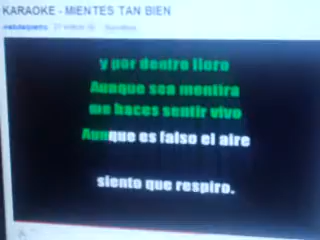 KARAOKE - MIENTES TAN BIEN
y por dentro lloro
Aunque sea mentira
me haces sentir vivo
Aunque es falso el aire
siento que respiro.